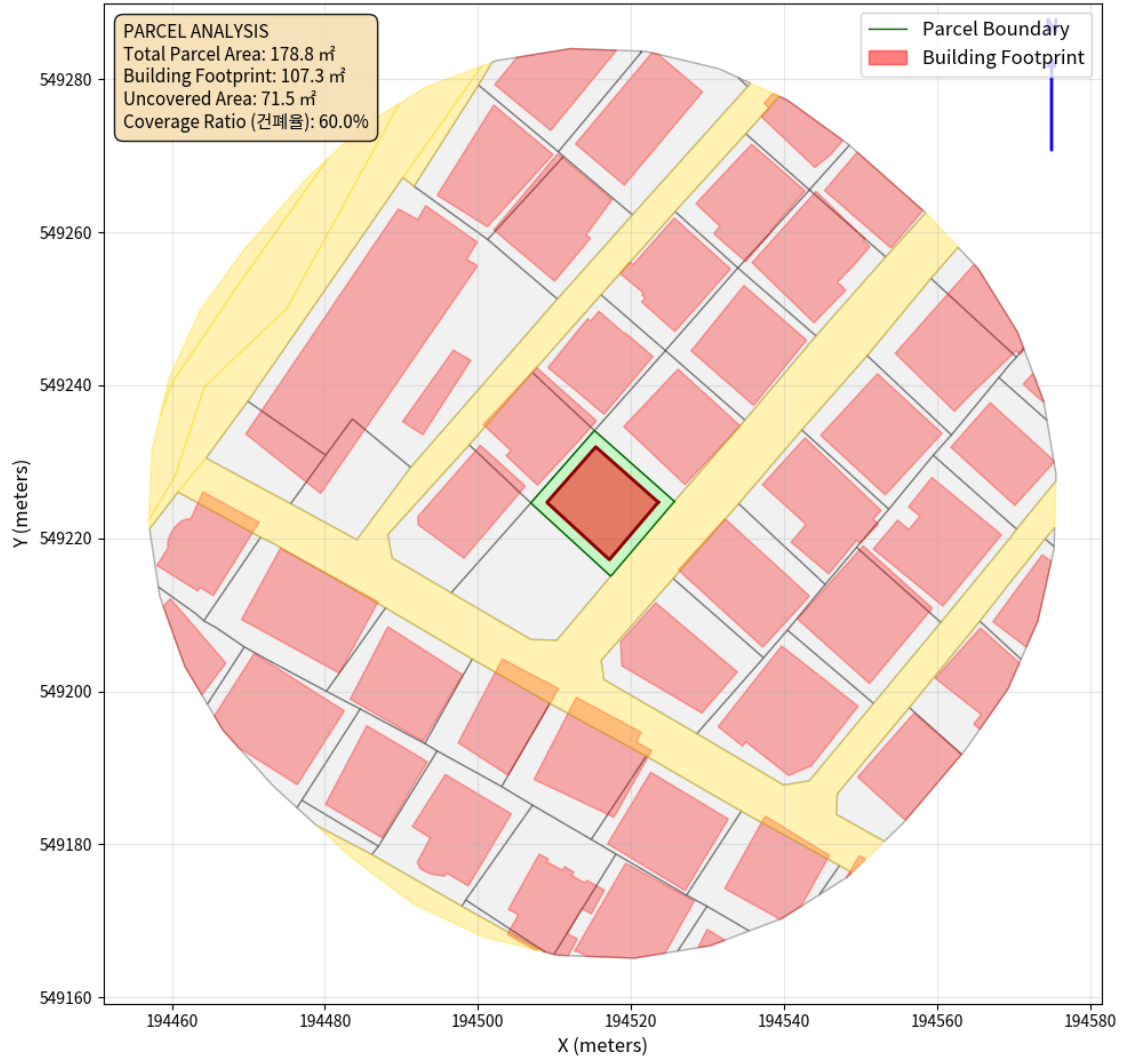 PARCEL ANALYSIS
Total Parcel Area: 178.8 ㎡
Building Footprint: 107.3 ㎡
Uncovered Area: 71.5 ㎡
Coverage Ratio (건폐율): 60.0%
Parcel Boundary
Building Footprint
N
549280
549260
549240
549220
549200
549180
549160
Y (meters)
194460
194480
194500
194520
194540
194560
194580
X (meters)